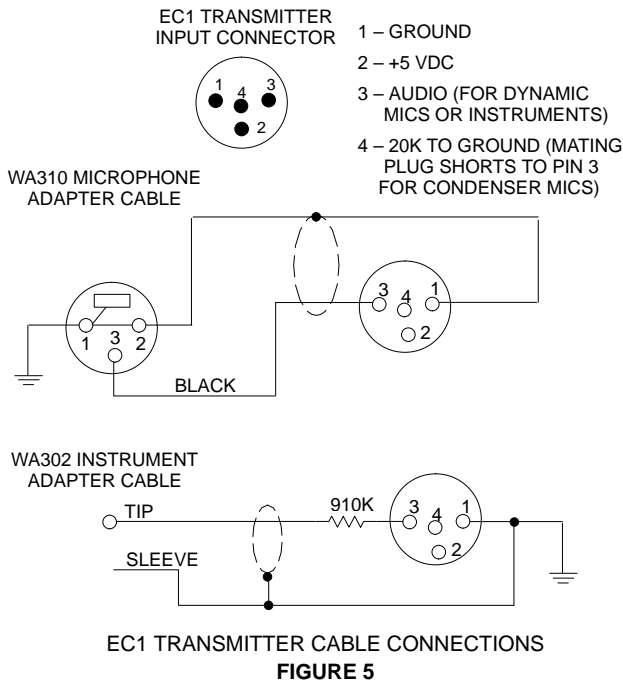 EC1 TRANSMITTER
INPUT CONNECTOR
1 4 3
2
1 – GROUND
2 – +5 VDC
3 – AUDIO (FOR DYNAMIC
MICS OR INSTRUMENTS)
4 – 20K TO GROUND (MATING
PLUG SHORTS TO PIN 3
FOR CONDENSER MICS)
WA310 MICROPHONE
ADAPTER CABLE
1 3 2
BLACK
3 4 1
2
WA302 INSTRUMENT
ADAPTER CABLE
TIP
SLEEVE
910K
3 4 1
2
EC1 TRANSMITTER CABLE CONNECTIONS
FIGURE 5